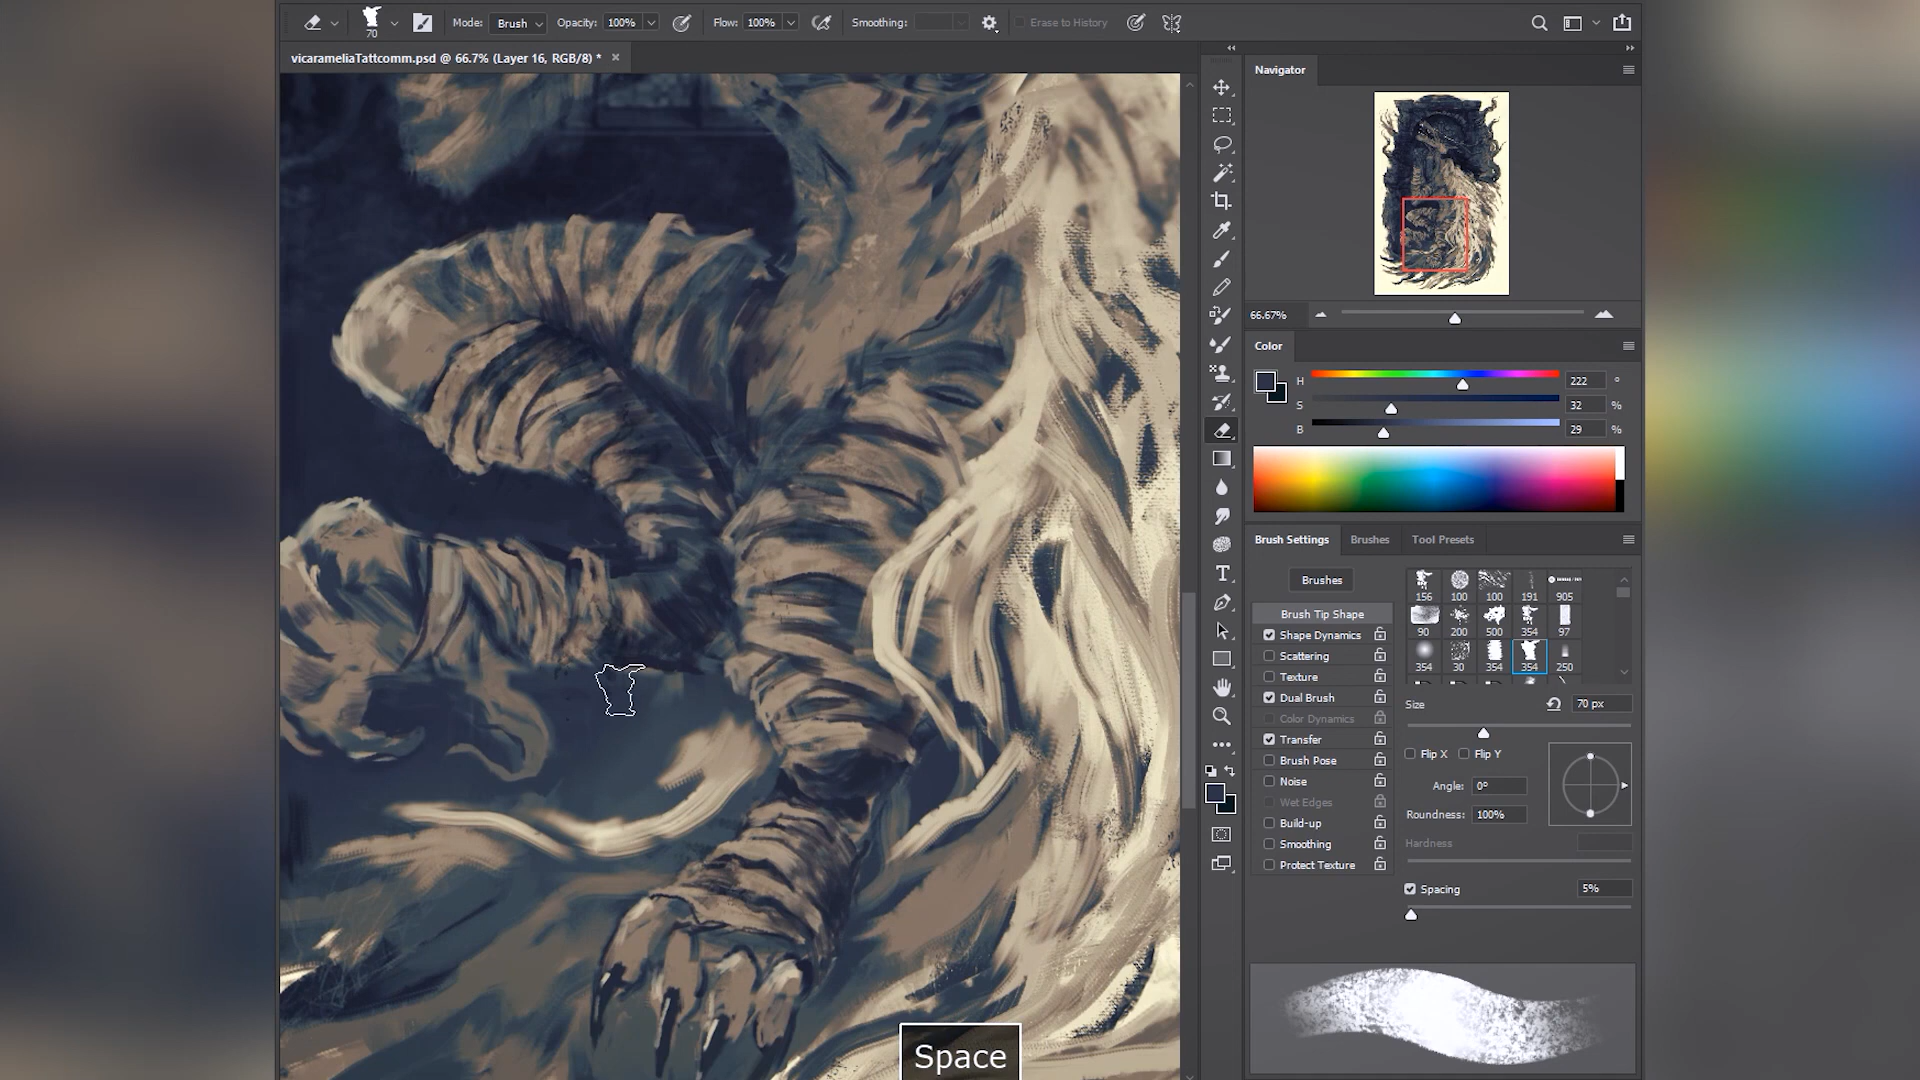 70
Mode: Brush
Opacity: 100%
Flow: 100%
Smoothing:
Erase to History
vicarameliaTattcomm.psd @ 66.7% (Layer 16, RGB/8) *
Navigator
66.67%
Color
H 222 °
S 32 %
B 29 %
Brush Settings Brushes Tool Presets
Brushes
Brush Tip Shape
Shape Dynamics
Scattering
Texture
Dual Brush
Color Dynamics
Transfer
Brush Pose
Noise
Wet Edges
Build-up
Smoothing
Protect Texture
156 100 100 191 905
90 200 500 354 97
354 30 354 354 250
Size 70 px
Flip X Flip Y
Angle: 0°
Roundness: 100%
Hardness
Spacing 5%
Space